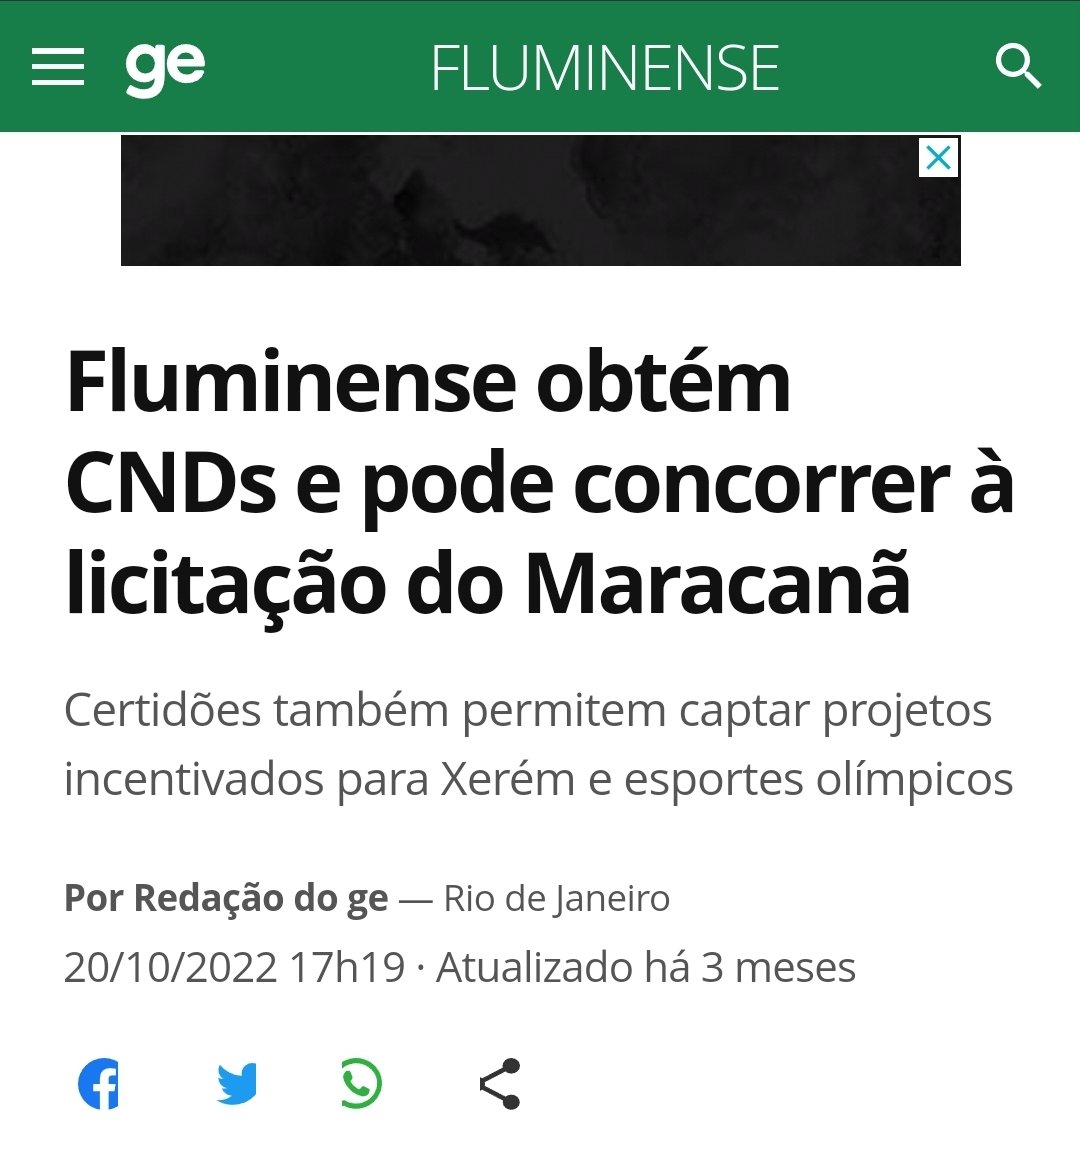 ge FLUMINENSE
Fluminense obtém
CNDs e pode concorrer à
licitação do Maracanã
Certidões também permitem captar projetos
incentivados para Xerém e esportes olímpicos
Por Redação do ge — Rio de Janeiro
20/10/2022 17h19 · Atualizado há 3 meses